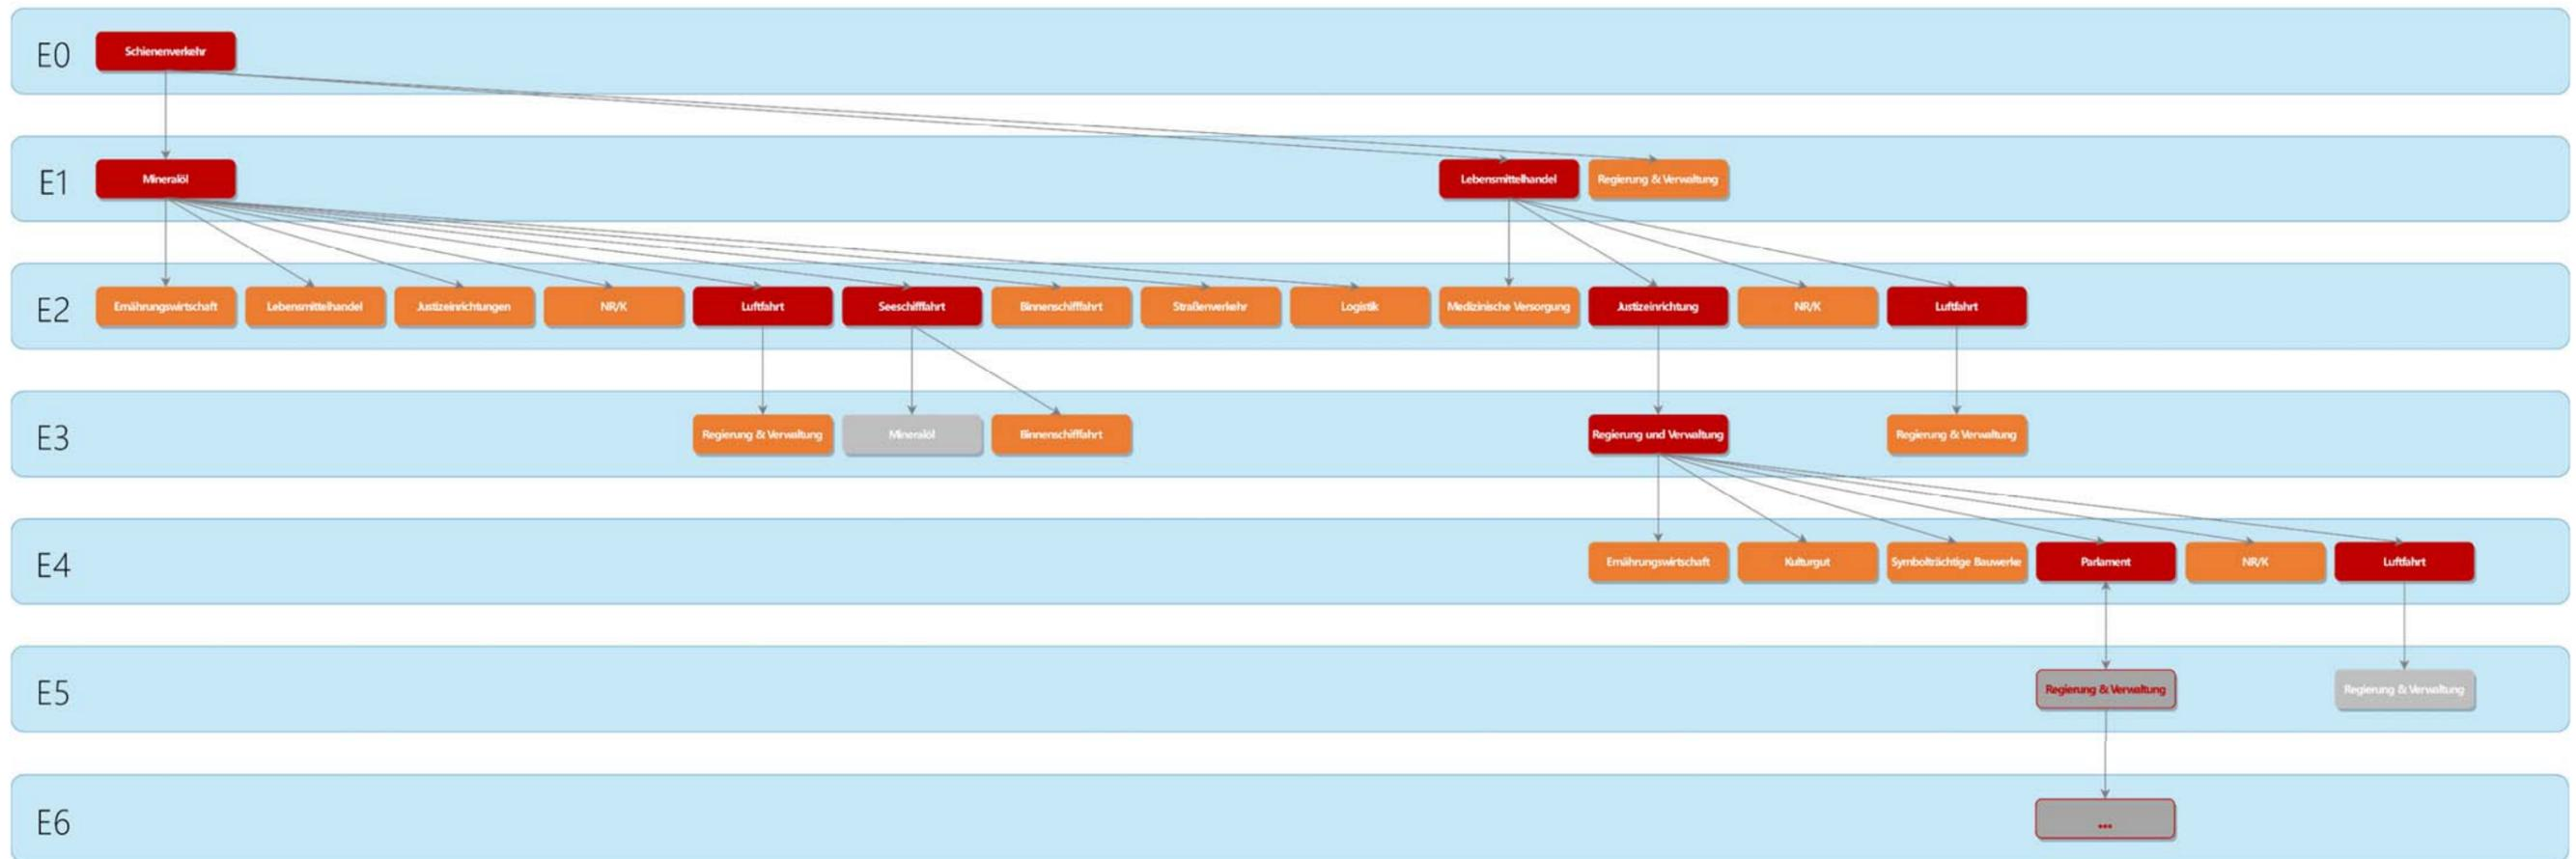 E0
Schienenverkehr
E1
Mineralöl
Lebensmittelhandel
Regierung & Verwaltung
E2
Ernährungswirtschaft
Lebensmittelhandel
Justizeinrichtungen
NR/K
Luftfahrt
Seeschifffahrt
Binnenschifffahrt
Straßenverkehr
Logistik
Medizinische Versorgung
Justizeinrichtung
NR/K
Luftfahrt
E3
Regierung & Verwaltung
Mineralöl
Binnenschifffahrt
Regierung und Verwaltung
Regierung & Verwaltung
E4
Ernährungswirtschaft
Kulturgut
Symbolträchtige Bauwerke
Parlament
NR/K
Luftfahrt
E5
Regierung & Verwaltung
Regierung & Verwaltung
E6
...